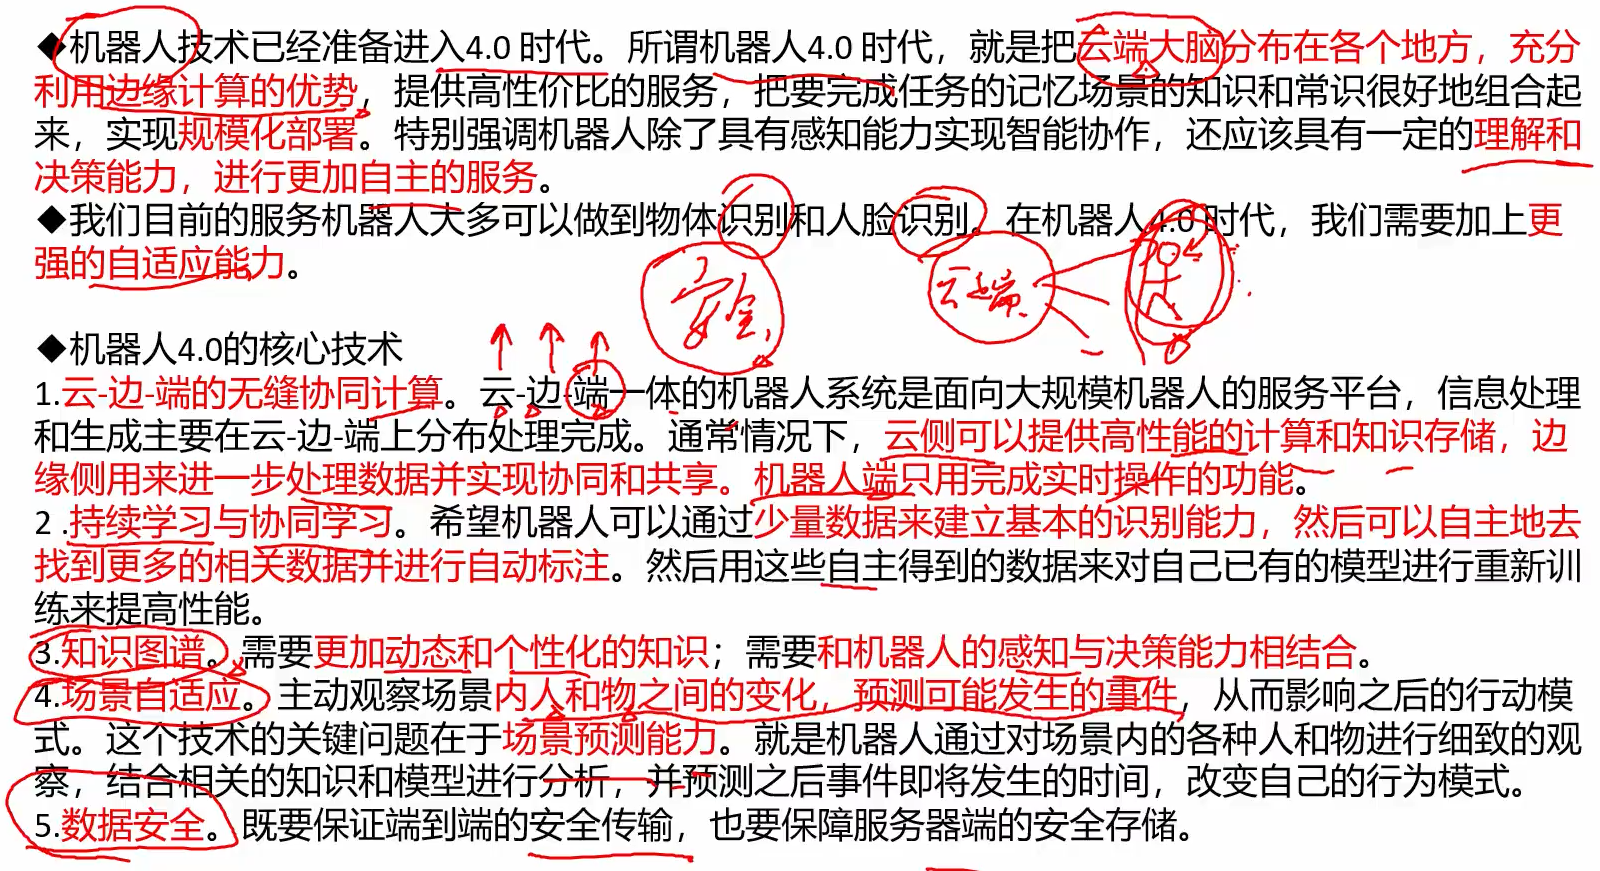 ◆机器人技术已经准备进入4.0 时代。所谓机器人4.0 时代，就是把云端大脑分布在各个地方，充分
利用边缘计算的优势，提供高性价比的服务，把要完成任务的记忆场景的知识和常识很好地组合起
来，实现规模化部署。特别强调机器人除了具有感知能力实现智能协作，还应该具有一定的理解和
决策能力，进行更加自主的服务。
◆我们目前的服务机器人大多可以做到物体识别和人脸识别。在机器人4.0 时代，我们需要加上更
强的自适应能力。
安全
云端
◆机器人4.0的核心技术
1.云-边-端的无缝协同计算。云-边-端一体的机器人系统是面向大规模机器人的服务平台，信息处理
和生成主要在云-边-端上分布处理完成。通常情况下，云侧可以提供高性能的计算和知识存储，边
缘侧用来进一步处理数据并实现协同和共享。机器人端只用完成实时操作的功能。
2 .持续学习与协同学习。希望机器人可以通过少量数据来建立基本的识别能力，然后可以自主地去
找到更多的相关数据并进行自动标注。然后用这些自主得到的数据来对自己已有的模型进行重新训
练来提高性能。
3.知识图谱。需要更加动态和个性化的知识；需要和机器人的感知与决策能力相结合。
4.场景自适应。主动观察场景内人和物之间的变化，预测可能发生的事件，从而影响之后的行动模
式。这个技术的关键问题在于场景预测能力。就是机器人通过对场景内的各种人和物进行细致的观
察，结合相关的知识和模型进行分析，并预测之后事件即将发生的时间，改变自己的行为模式。
5.数据安全。既要保证端到端的安全传输，也要保障服务器端的安全存储。